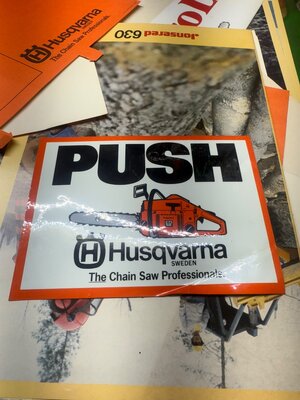 Husqvarna
The Chain Saw Professionals.
Jonsered 630
PUSH
Husqvarna
SWEDEN
The Chain Saw Professionals.